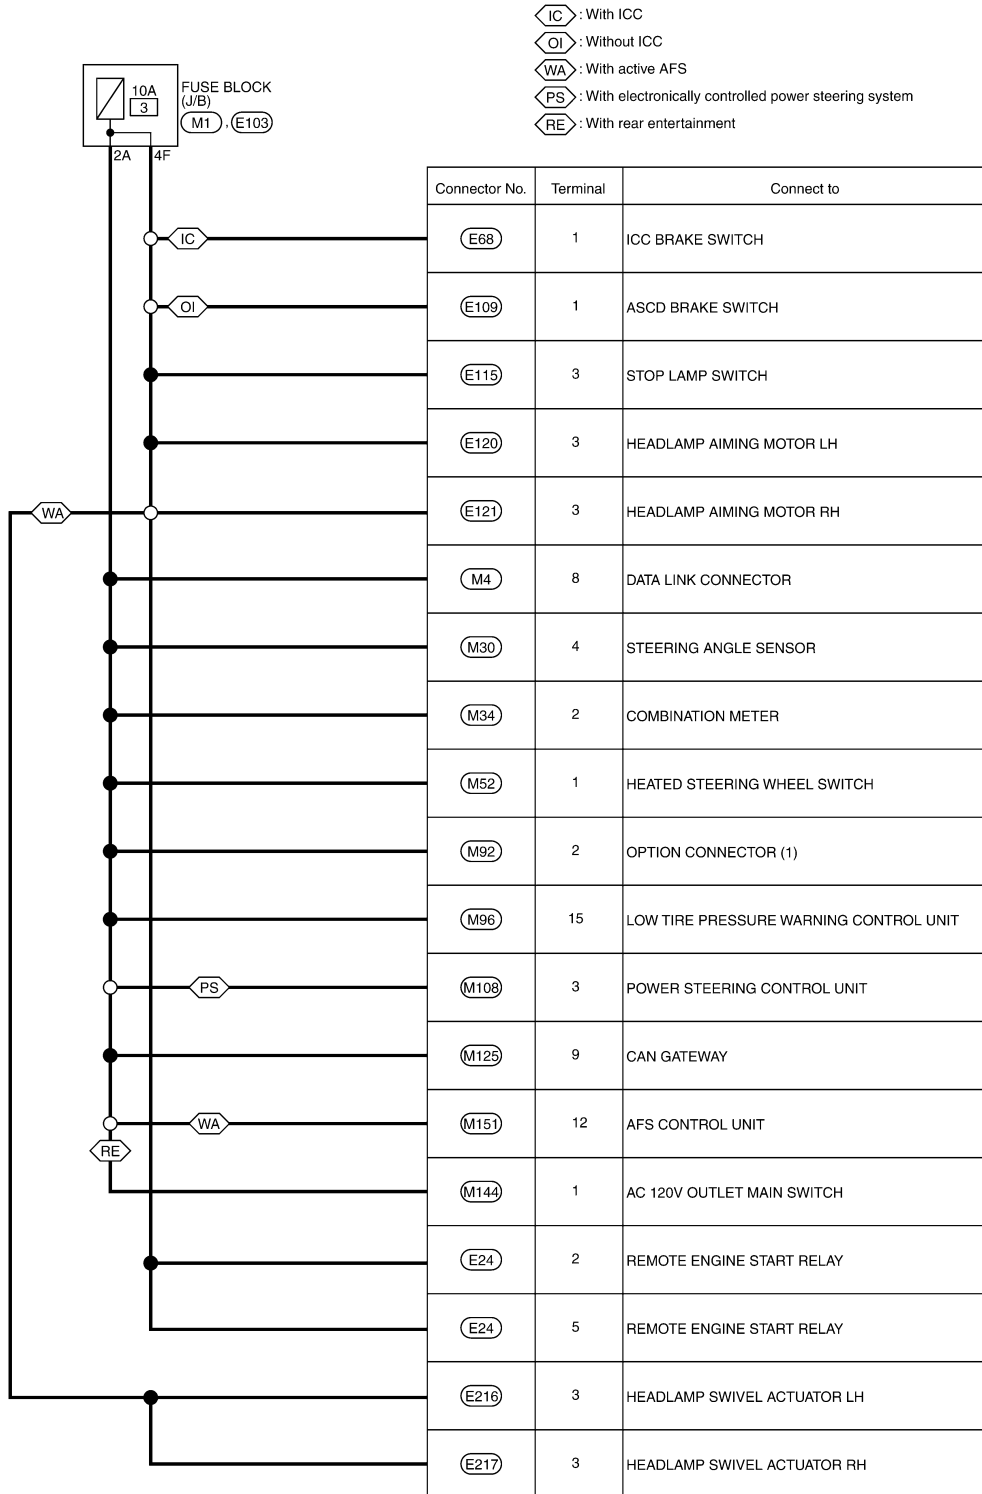 IC : With ICC
OI : Without ICC
WA : With active AFS
PS : With electronically controlled power steering system
RE : With rear entertainment
10A
3
FUSE BLOCK
(J/B)
M1 , E103
2A 4F
Connector No. Terminal Connect to
IC E68 1 ICC BRAKE SWITCH
OI E109 1 ASCD BRAKE SWITCH
E115 3 STOP LAMP SWITCH
E120 3 HEADLAMP AIMING MOTOR LH
WA E121 3 HEADLAMP AIMING MOTOR RH
M4 8 DATA LINK CONNECTOR
M30 4 STEERING ANGLE SENSOR
M34 2 COMBINATION METER
M52 1 HEATED STEERING WHEEL SWITCH
M92 2 OPTION CONNECTOR (1)
M96 15 LOW TIRE PRESSURE WARNING CONTROL UNIT
PS M108 3 POWER STEERING CONTROL UNIT
M125 9 CAN GATEWAY
WA M151 12 AFS CONTROL UNIT
RE
M144 1 AC 120V OUTLET MAIN SWITCH
E24 2 REMOTE ENGINE START RELAY
E24 5 REMOTE ENGINE START RELAY
E216 3 HEADLAMP SWIVEL ACTUATOR LH
E217 3 HEADLAMP SWIVEL ACTUATOR RH